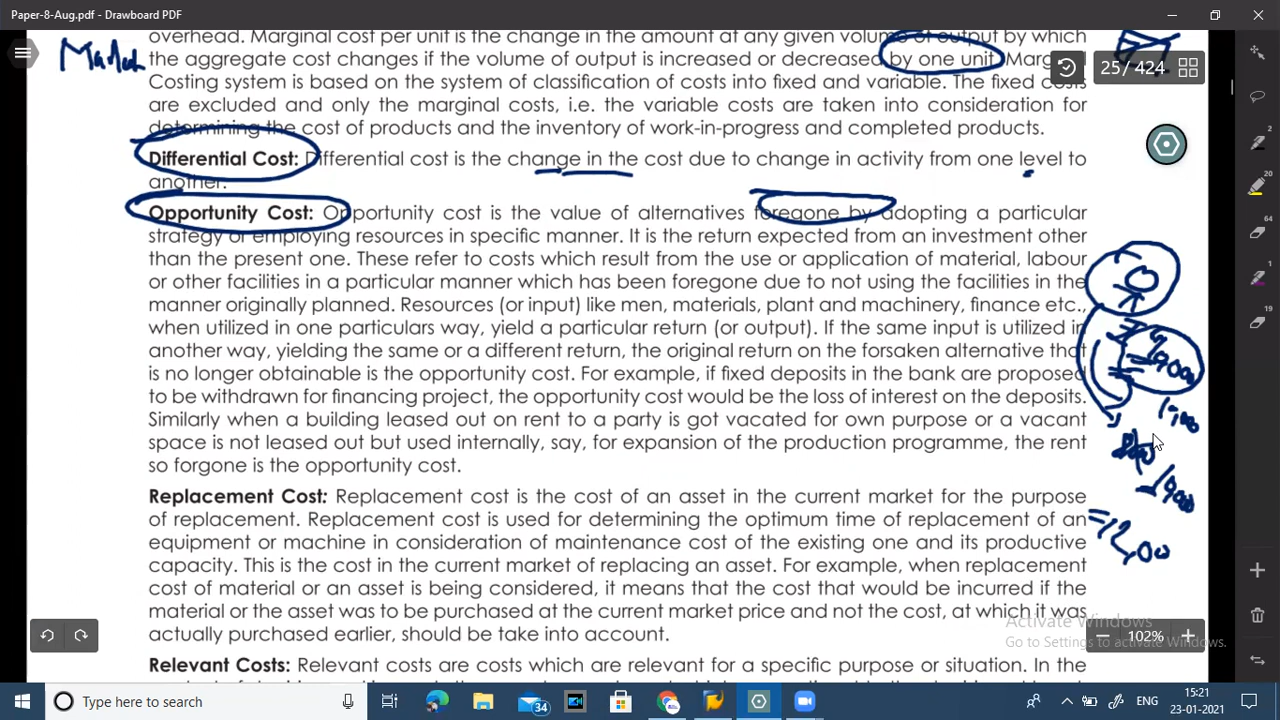 Paper-8-Aug.pdf - Drawboard PDF
overhead. Marginal cost per unit is the change in the amount at any given volume of output by which
the aggregate cost changes if the volume of output is increased or decreased by one unit. Marginal
25 / 424
Costing system is based on the system of classification of costs into fixed and variable. The fixed costs
are excluded and only the marginal costs, i.e. the variable costs are taken into consideration for
determining the cost of products and the inventory of work-in-progress and completed products.
Differential Cost: Differential cost is the change in the cost due to change in activity from one level to
another.
Opportunity Cost: Opportunity cost is the value of alternatives foregone by adopting a particular
strategy or employing resources in specific manner. It is the return expected from an investment other
than the present one. These refer to costs which result from the use or application of material, labour
or other facilities in a particular manner which has been foregone due to not using the facilities in the
manner originally planned. Resources (or input) like men, materials, plant and machinery, finance etc.,
when utilized in one particulars way, yield a particular return (or output). If the same input is utilized in
another way, yielding the same or a different return, the original return on the forsaken alternative that
is no longer obtainable is the opportunity cost. For example, if fixed deposits in the bank are proposed
to be withdrawn for financing project, the opportunity cost would be the loss of interest on the deposits.
Similarly when a building leased out on rent to a party is got vacated for own purpose or a vacant
space is not leased out but used internally, say, for expansion of the production programme, the rent
so forgone is the opportunity cost.
Replacement Cost: Replacement cost is the cost of an asset in the current market for the purpose
of replacement. Replacement cost is used for determining the optimum time of replacement of an
equipment or machine in consideration of maintenance cost of the existing one and its productive
capacity. This is the cost in the current market of replacing an asset. For example, when replacement
cost of material or an asset is being considered, it means that the cost that would be incurred if the
material or the asset was to be purchased at the current market price and not the cost, at which it was
actually purchased earlier, should be take into account.
Activate Windows
Go to Settings to activate Windows.
102%
Relevant Costs: Relevant costs are costs which are relevant for a specific purpose or situation. In the
64
1
19
Type here to search
34
ENG
15:21
23-01-2021